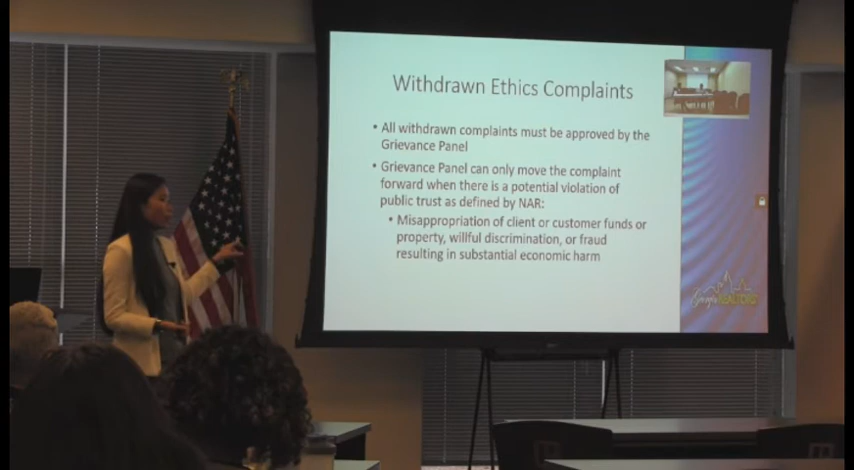 Withdrawn Ethics Complaints
• All withdrawn complaints must be approved by the
Grievance Panel
• Grievance Panel can only move the complaint
forward when there is a potential violation of
public trust as defined by NAR:
• Misappropriation of client or customer funds or
property, willful discrimination, or fraud
resulting in substantial economic harm
Georgia REALTORS